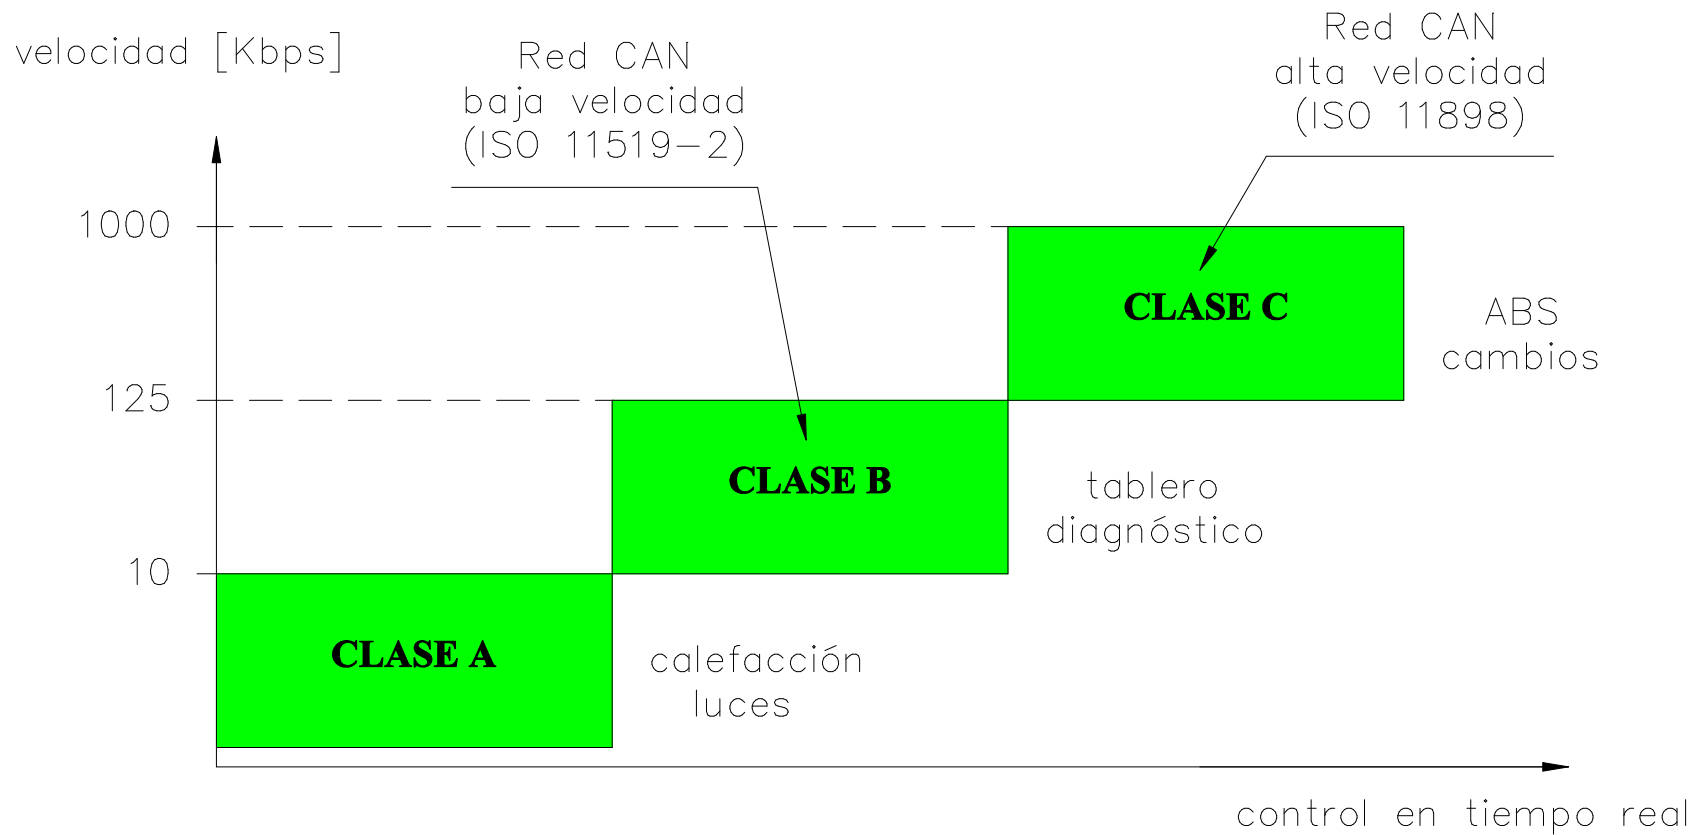 velocidad [Kbps]
Red CAN
baja velocidad
(ISO 11519-2)
Red CAN
alta velocidad
(ISO 11898)
1000
CLASE C
ABS
cambios
125
CLASE B
tablero
diagnóstico
10
CLASE A
calefacción
luces
control en tiempo real